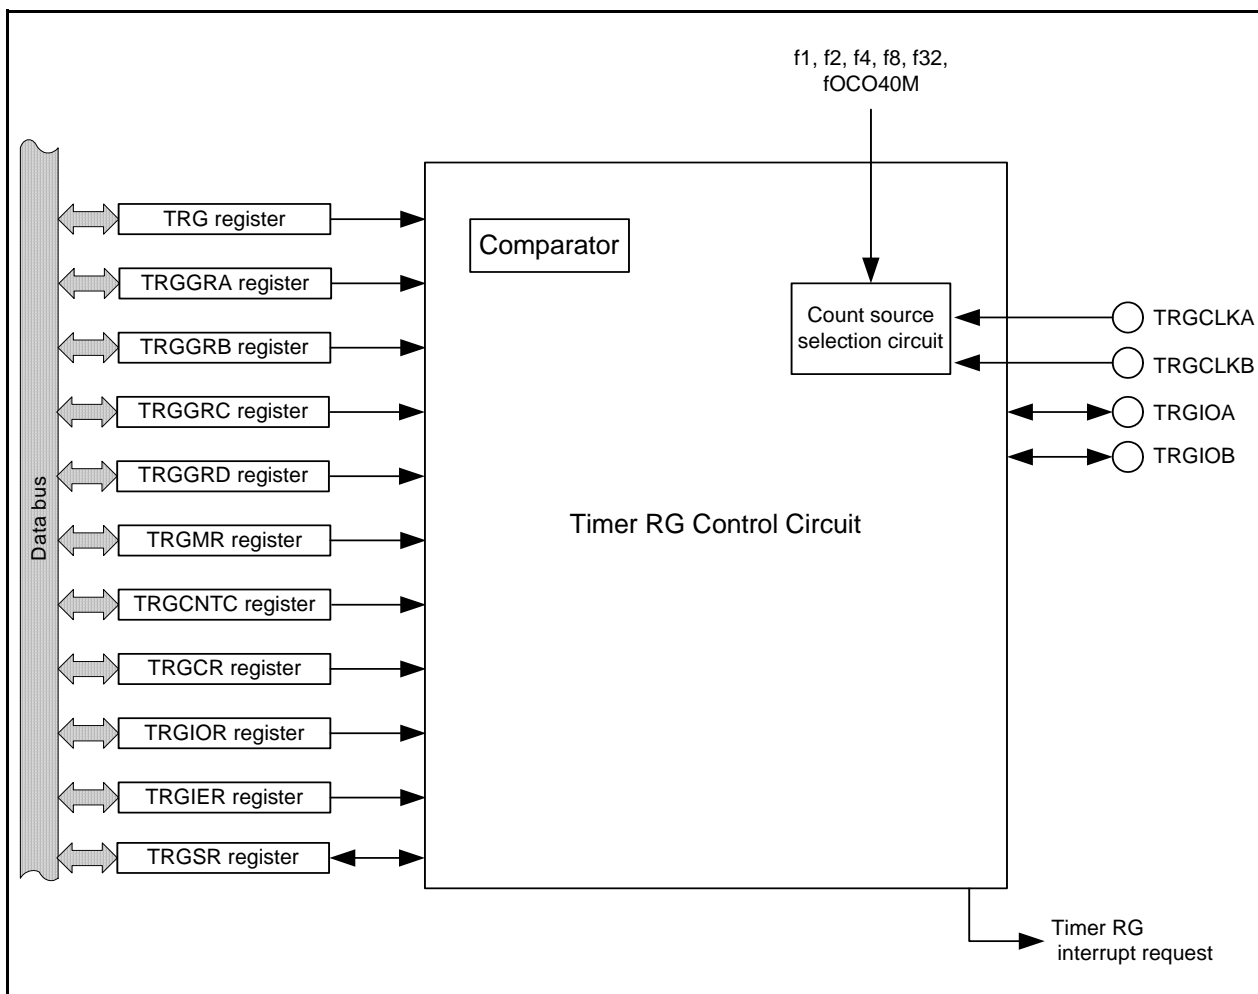 f1, f2, f4, f8, f32,
fOCO40M
TRG register
TRGGRA register
TRGGRB register
TRGGRC register
TRGGRD register
TRGMR register
TRGCNTC register
TRGCR register
TRGIOR register
TRGIER register
TRGSR register
Data bus
Comparator
Count source
selection circuit
Timer RG Control Circuit
TRGCLKA
TRGCLKB
TRGIOA
TRGIOB
Timer RG
interrupt request